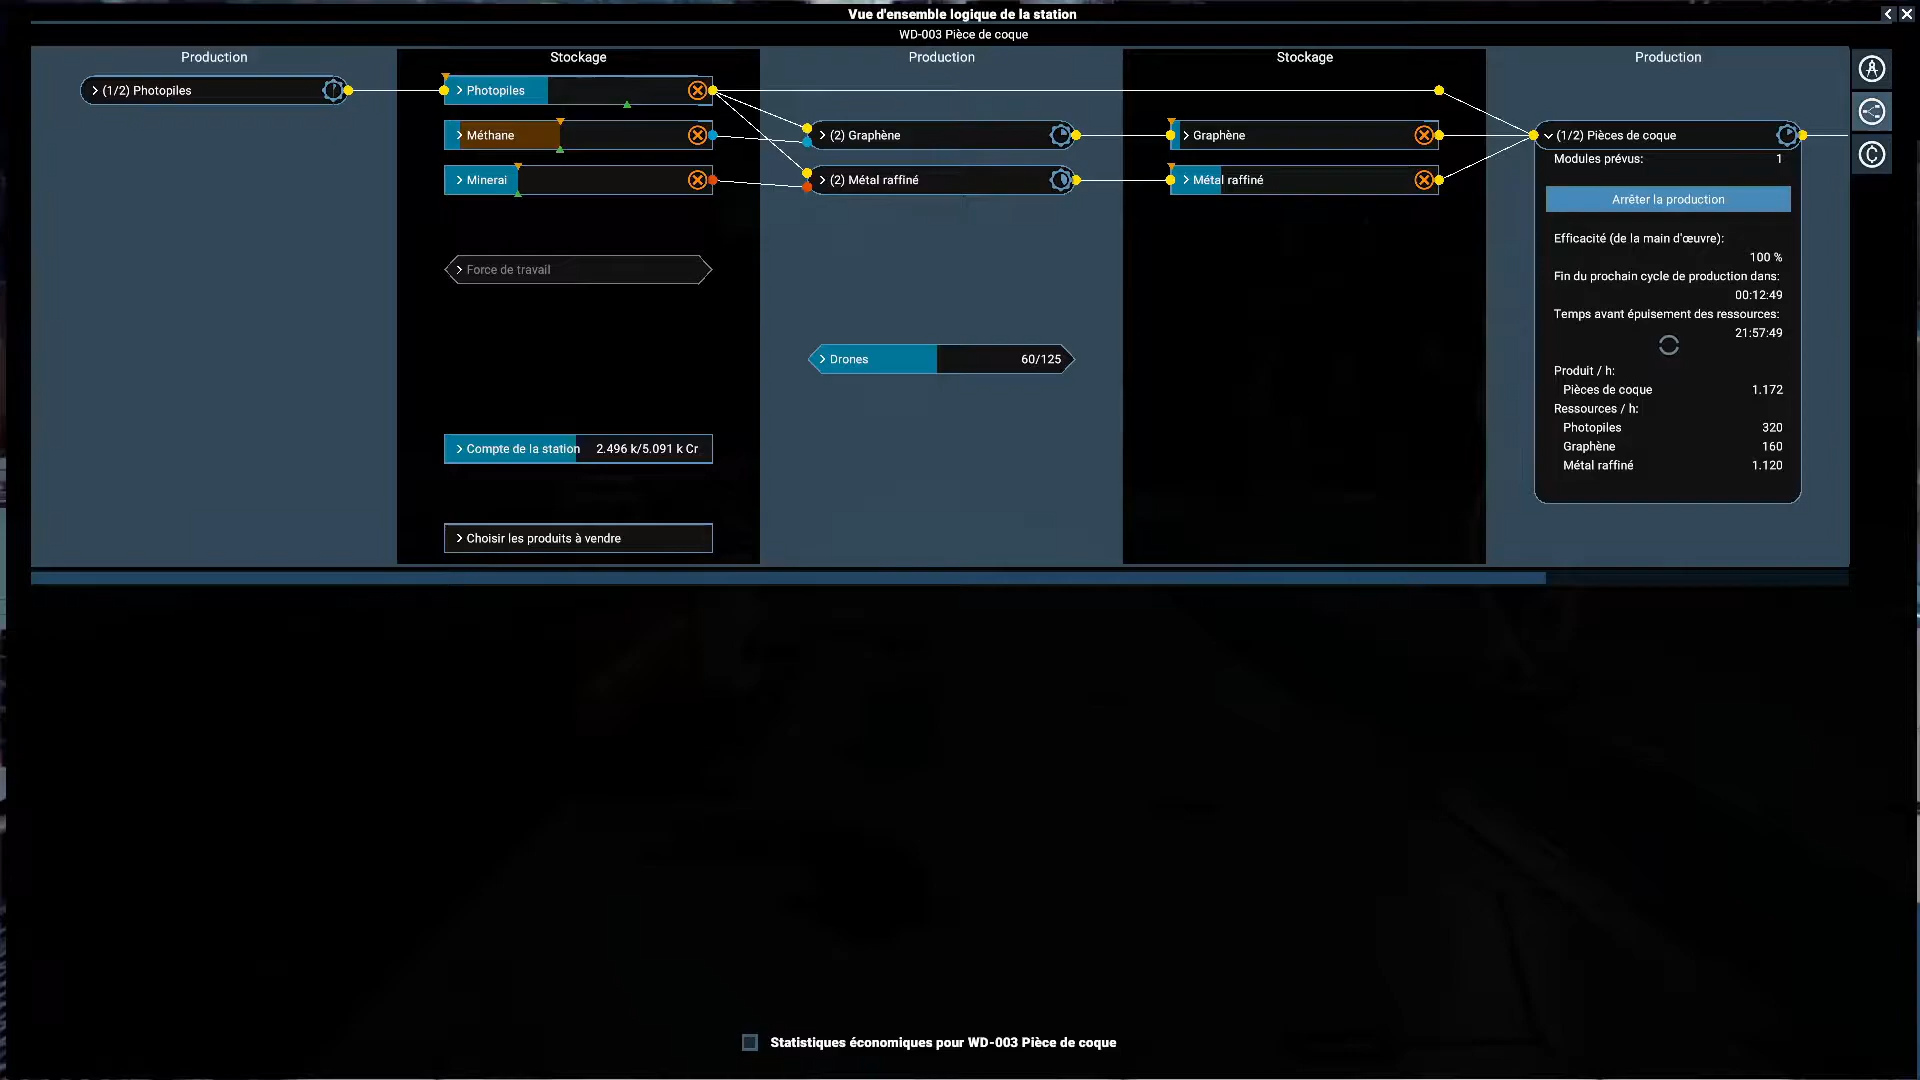 Vue d'ensemble logique de la station
WD-003 Pièce de coque
Production
Stockage
Production
Stockage
Production
(1/2) Photopiles
Photopiles
Méthane
(2) Graphène
Graphène
(1/2) Pièces de coque
Minerai
(2) Métal raffiné
Métal raffiné
Modules prévus: 1
Arrêter la production
Efficacité (de la main d'œuvre):
100 %
Fin du prochain cycle de production dans:
00:12:49
Temps avant épuisement des ressources:
21:57:49
Produit / h:
Pièces de coque 1.172
Ressources / h:
Photopiles 320
Graphène 160
Métal raffiné 1.120
Force de travail
Drones 60/125
Compte de la station 2.496 k/5.091 k Cr
Choisir les produits à vendre
Statistiques économiques pour WD-003 Pièce de coque